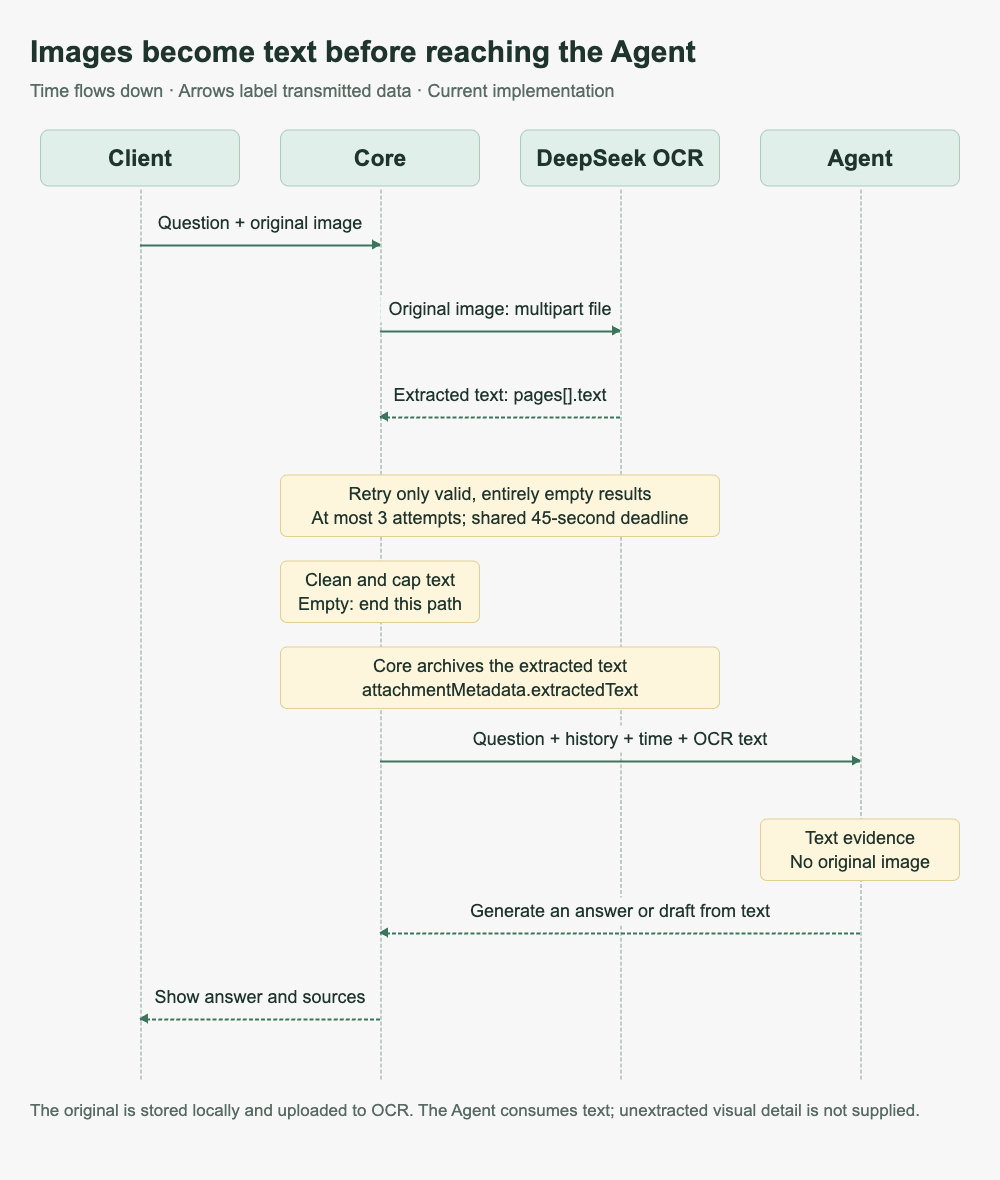 Images become text before reaching the Agent
Time flows down · Arrows label transmitted data · Current implementation
Client
Core
DeepSeek OCR
Agent
Question + original image
Original image: multipart file
Extracted text: pages[].text
Retry only valid, entirely empty results
At most 3 attempts; shared 45-second deadline
Clean and cap text
Empty: end this path
Core archives the extracted text
attachmentMetadata.extractedText
Question + history + time + OCR text
Text evidence
No original image
Generate an answer or draft from text
Show answer and sources
The original is stored locally and uploaded to OCR. The Agent consumes text; unextracted visual detail is not supplied.